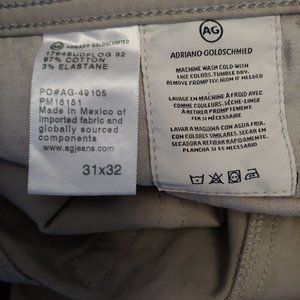 AG ADRIANO GOLDSCHMIED
1794SUDFLOG 32
97% COTTON
3% ELASTANE
PO#AG-49105
PM18151
Made in Mexico of
Imported fabric and
globally sourced
components
www.agjeans.com
31x32
AG
ADRIANO GOLDSCHMIED
MACHINE WASH COLD WITH
LIKE COLORS. TUMBLE DRY.
REMOVE PROMPTLY. IRON IF NEEDED
LAVAGE EN MACHINE À FROID AVEC
COMME COULEURS. SÈCHE-LINGE
À RETIRER PROMPTEMENT
FER SI NÉCESSAIRE
LAVAR A MAQUINA CON AGUA FRIA.
CON COLORES SIMILARES. SECAR EN
SECADORA RETIRAR RAPIDAMENTE
PLANCHA SI ES NECESARIO